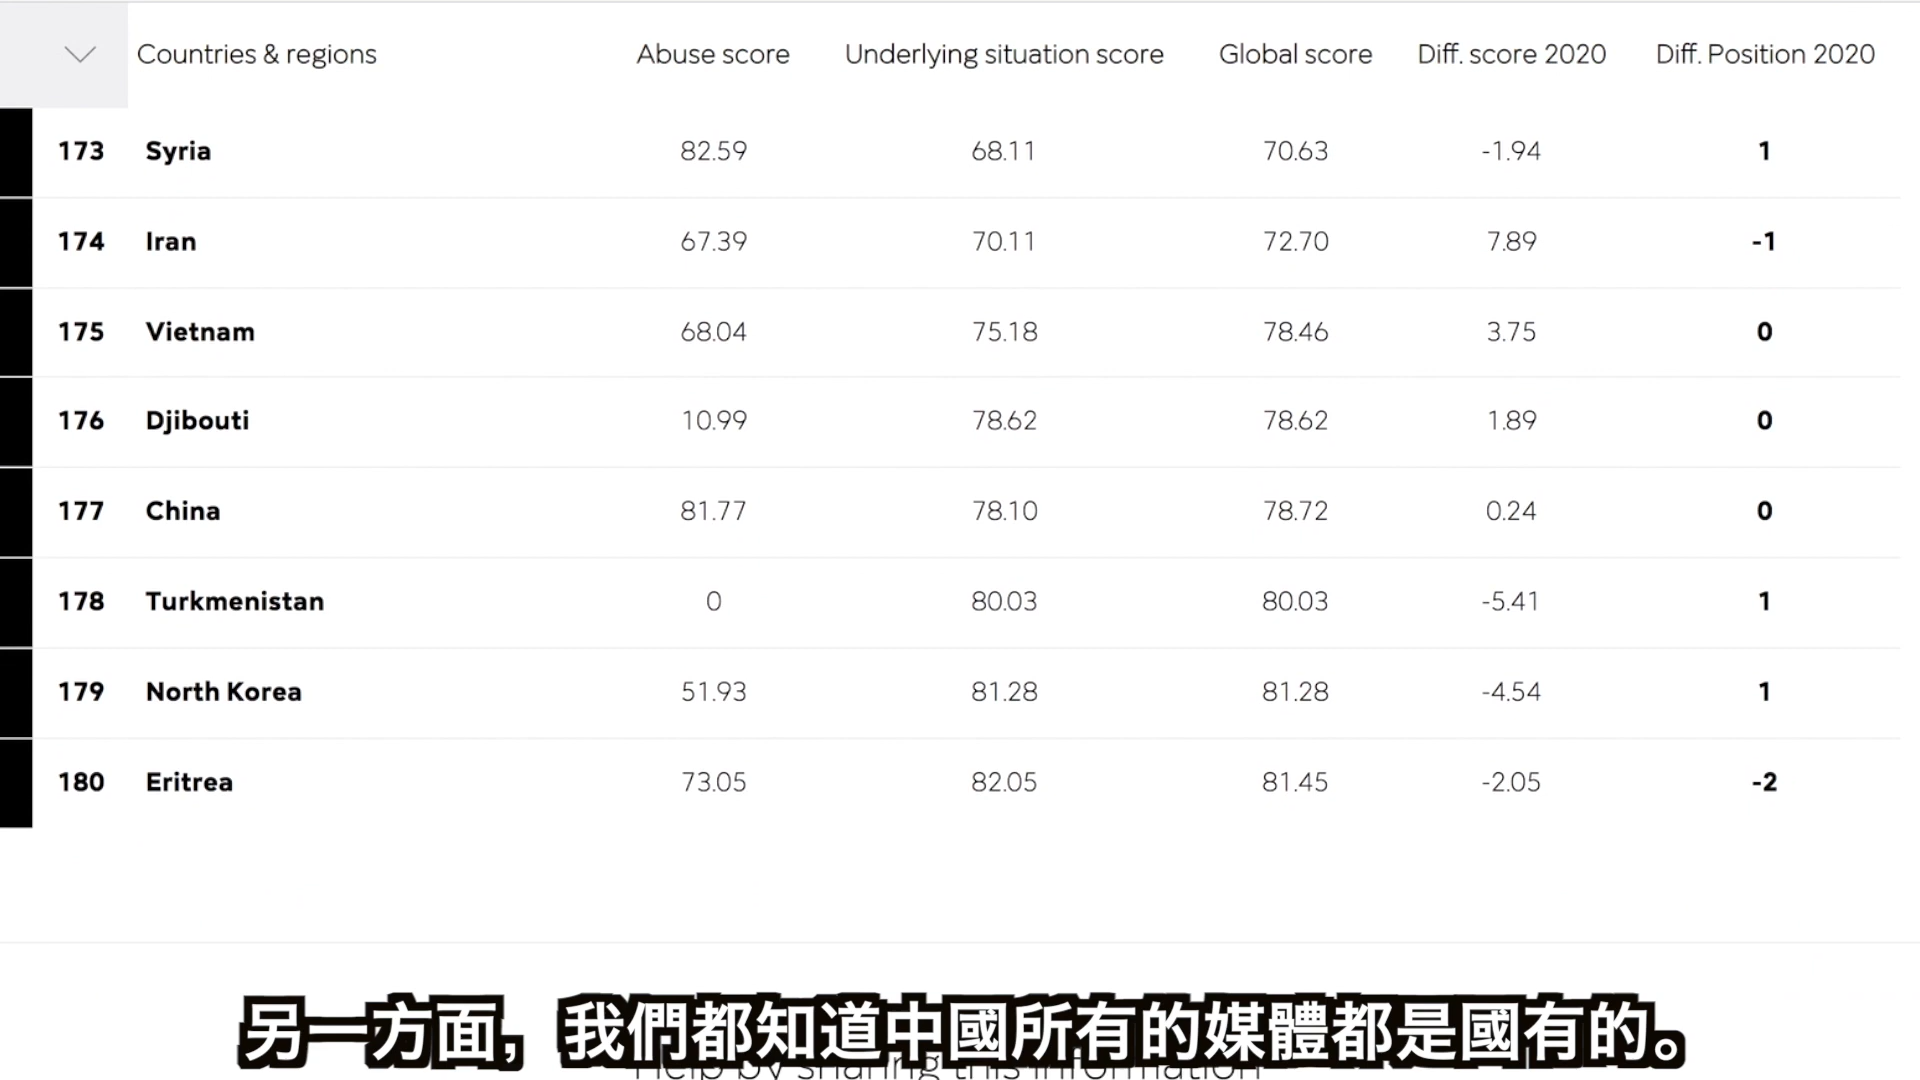 Countries & regions Abuse score Underlying situation score Global score Diff. score 2020 Diff. Position 2020
173 Syria 82.59 68.11 70.63 -1.94 1
174 Iran 67.39 70.11 72.70 7.89 -1
175 Vietnam 68.04 75.18 78.46 3.75 0
176 Djibouti 10.99 78.62 78.62 1.89 0
177 China 81.77 78.10 78.72 0.24 0
178 Turkmenistan 0 80.03 80.03 -5.41 1
179 North Korea 51.93 81.28 81.28 -4.54 1
180 Eritrea 73.05 82.05 81.45 -2.05 -2
另一方面，我們都知道中國所有的媒體都是國有的。
Help by sharing this information